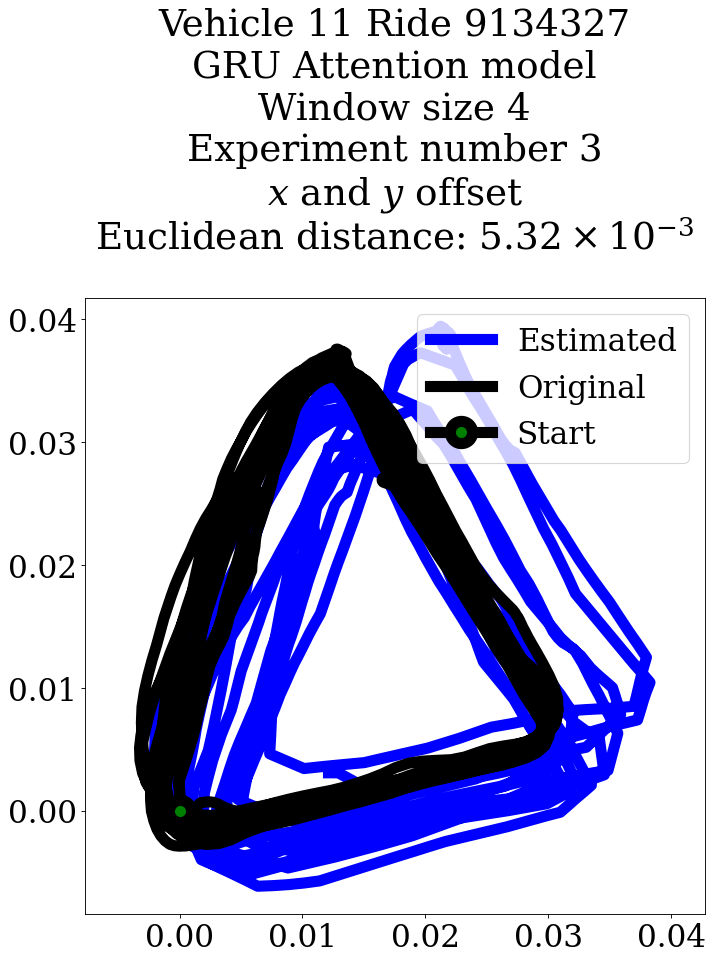 Vehicle 11 Ride 9134327
GRU Attention model
Window size 4
Experiment number 3
x and y offset
Euclidean distance: 5.32 × 10⁻³
Estimated
Original
Start
0.04
0.03
0.02
0.01
0.00
0.00 0.01 0.02 0.03 0.04